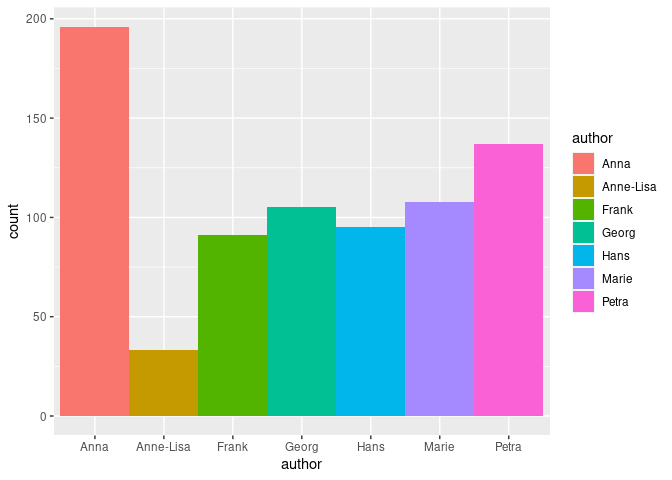 200
150
100
50
0
count
Anna Anne-Lisa Frank Georg Hans Marie Petra
author
author
Anna
Anne-Lisa
Frank
Georg
Hans
Marie
Petra